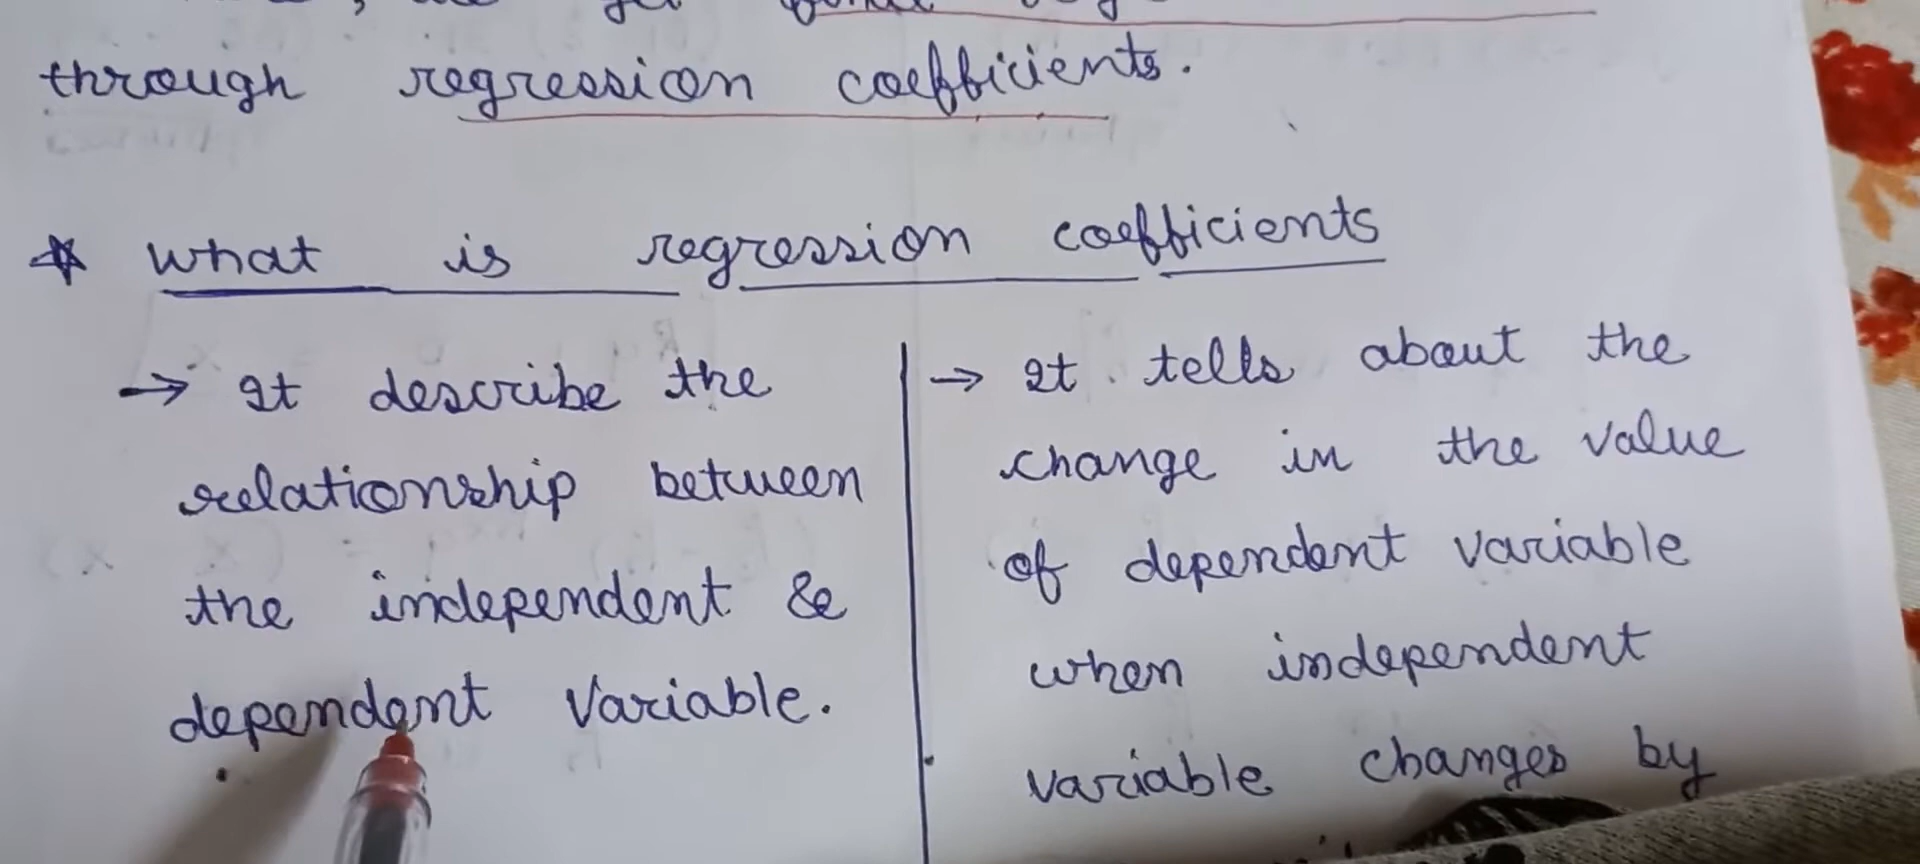 through regression coefficients.
* What is regression coefficients
→ It describe the
relationship between
the independent &
dependent Variable.
→ It tells about the
change in the value
of dependent variable
when independent
variable changes by